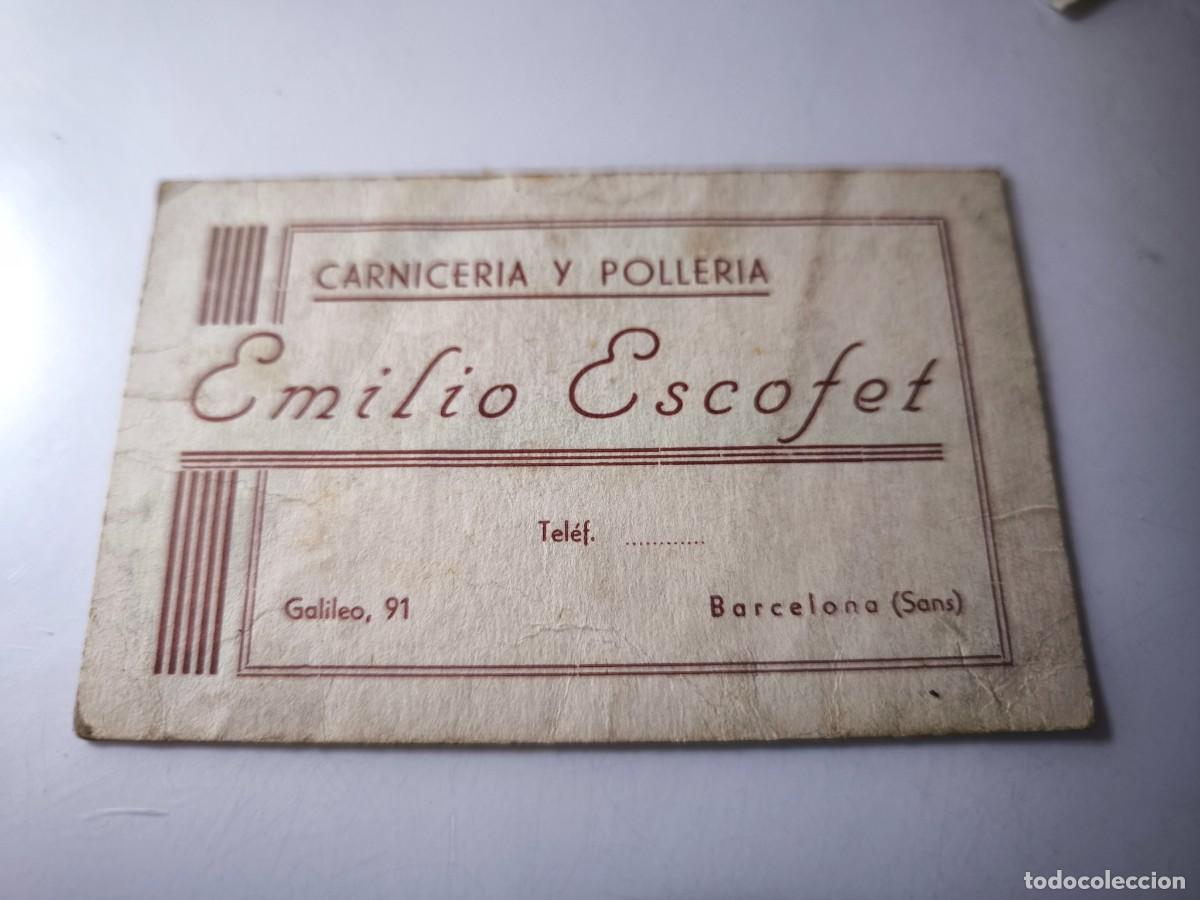 CARNICERIA Y POLLERIA
Emilio Escofet
Teléf. ............
Galileo, 91
Barcelona (Sans)
todocoleccion